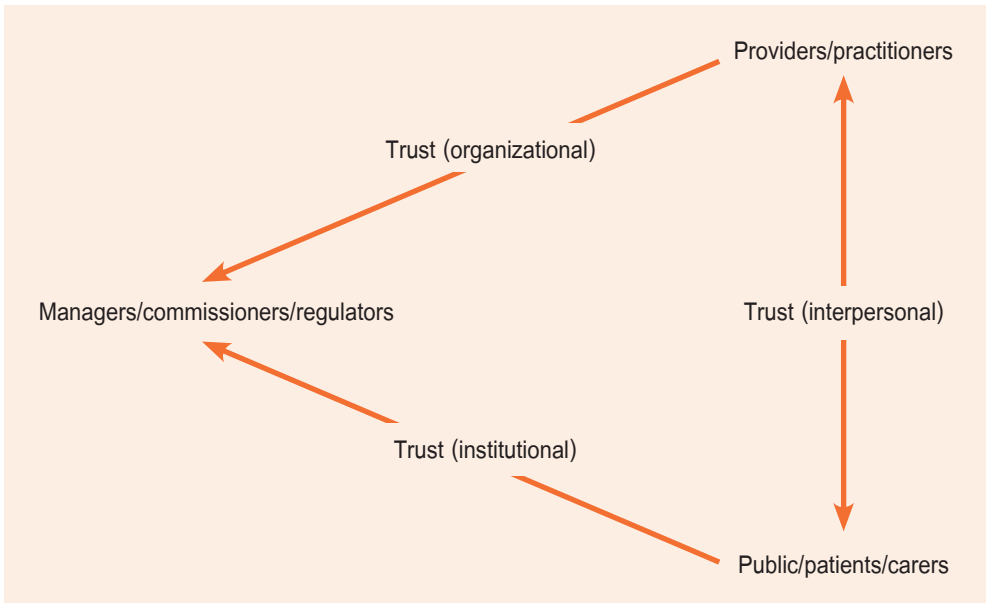 Providers/practitioners
Trust (organizational)
Managers/commissioners/regulators
Trust (interpersonal)
Trust (institutional)
Public/patients/carers